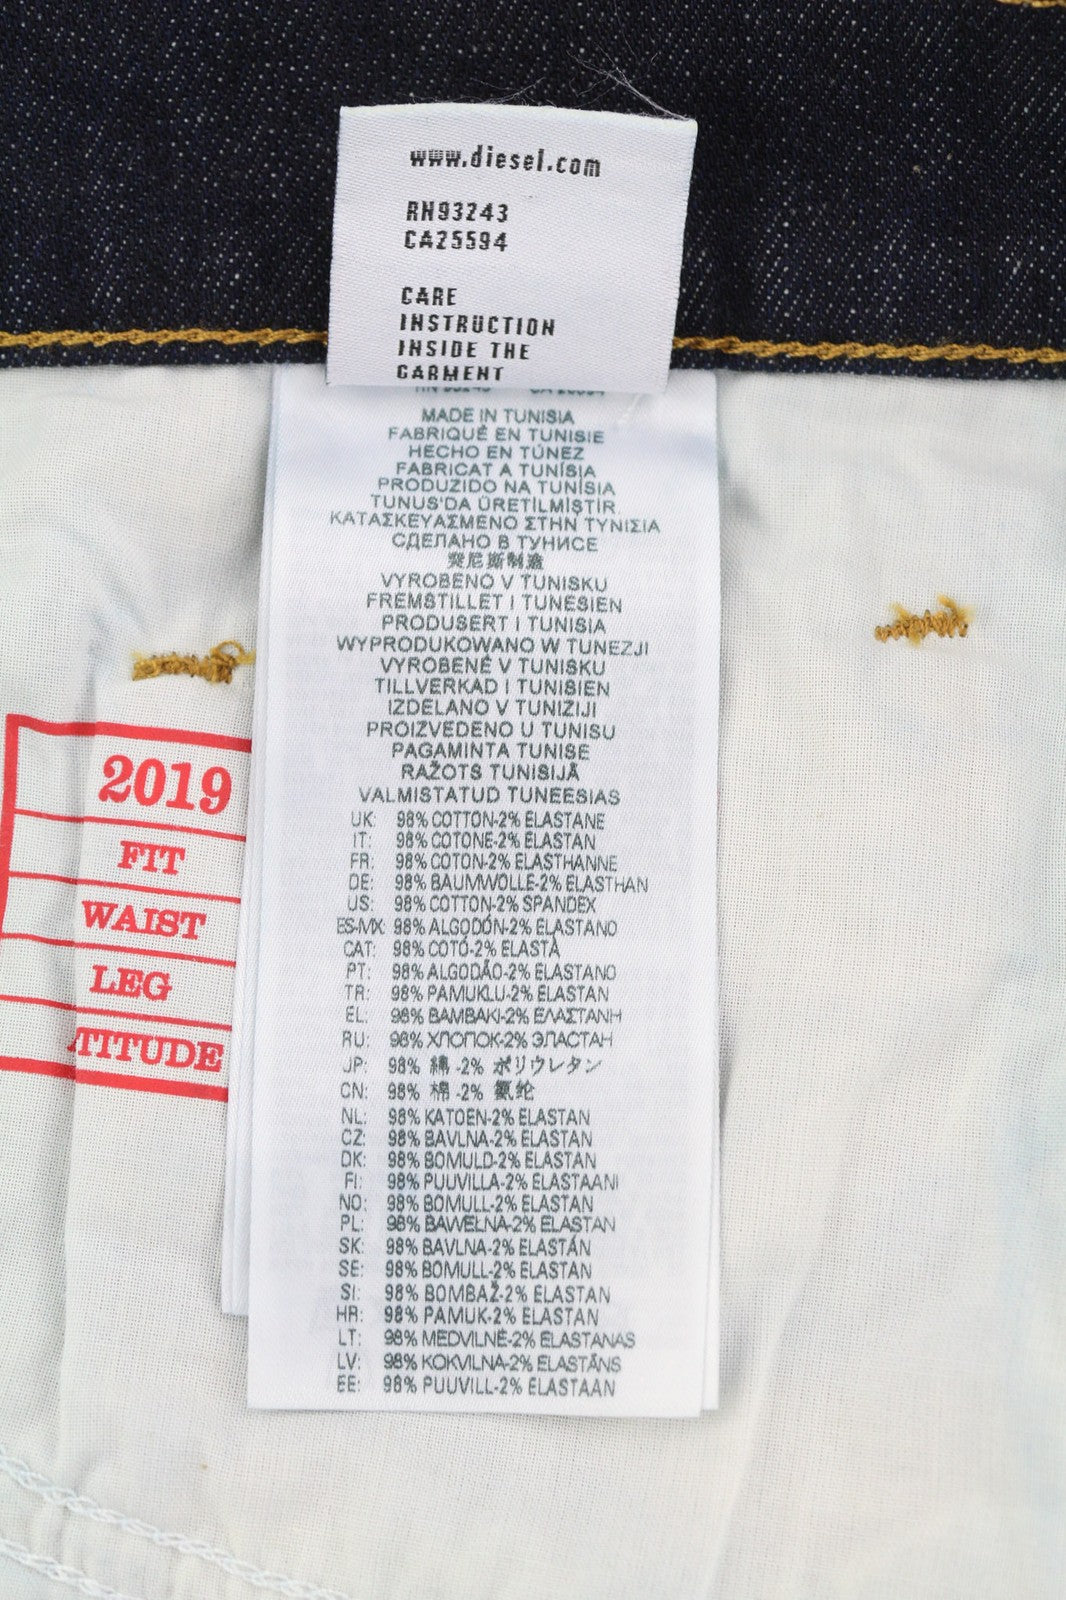 www.diesel.com
RN93243
CA25594
CARE
INSTRUCTION
INSIDE THE
GARMENT
MADE IN TUNISIA
FABRIQUÉ EN TUNISIE
HECHO EN TÚNEZ
FABRICAT A TUNÍSIA
PRODUZIDO NA TUNÍSIA
TUNUS'DA ÜRETILMIŞTIR
ΚΑΤΑΣΚΕΥΑΣΜΕΝΟ ΣΤΗΝ ΤΥΝΙΣΙΑ
СДЕЛАНО В ТУНИСЕ
突尼斯制造
VYROBENO V TUNISKU
FREMSTILLET I TUNESIEN
PRODUSERT I TUNISIA
WYPRODUKOWANO W TUNEZJI
VYROBENÉ V TUNISKU
TILLVERKAD I TUNISIEN
IZDELANO V TUNIZIJI
PROIZVEDENO U TUNISU
PAGAMINTA TUNISE
RAŽOTS TUNISIJĀ
VALMISTATUD TUNEESIAS
UK: 98% COTTON-2% ELASTANE
IT: 98% COTONE-2% ELASTAN
FR: 98% COTON-2% ELASTHANNE
DE: 98% BAUMWOLLE-2% ELASTHAN
US: 98% COTTON-2% SPANDEX
ES-MX: 98% ALGODÓN-2% ELASTANO
CAT: 98% COTÓ-2% ELASTÀ
PT: 98% ALGODÃO-2% ELASTANO
TR: 98% PAMUKLU-2% ELASTAN
EL: 98% ΒΑΜΒΑΚΙ-2% ΕΛΑΣΤΑΝΗ
RU: 98% ХЛОПОК-2% ЭЛАСТАН
JP: 98% 綿 -2% ポリウレタン
CN: 98% 棉 -2% 氨纶
NL: 98% KATOEN-2% ELASTAN
CZ: 98% BAVLNA-2% ELASTAN
DK: 98% BOMULD-2% ELASTAN
FI: 98% PUUVILLA-2% ELASTAANI
NO: 98% BOMULL-2% ELASTAN
PL: 98% BAWEŁNA-2% ELASTAN
SK: 98% BAVLNA-2% ELASTÁN
SE: 98% BOMULL-2% ELASTAN
SI: 98% BOMBAŽ-2% ELASTAN
HR: 98% PAMUK-2% ELASTAN
LT: 98% MEDVILNĖ-2% ELASTANAS
LV: 98% KOKVILNA-2% ELASTĀNS
EE: 98% PUUVILL-2% ELASTAAN
2019
FIT
WAIST
LEG
TITUDE